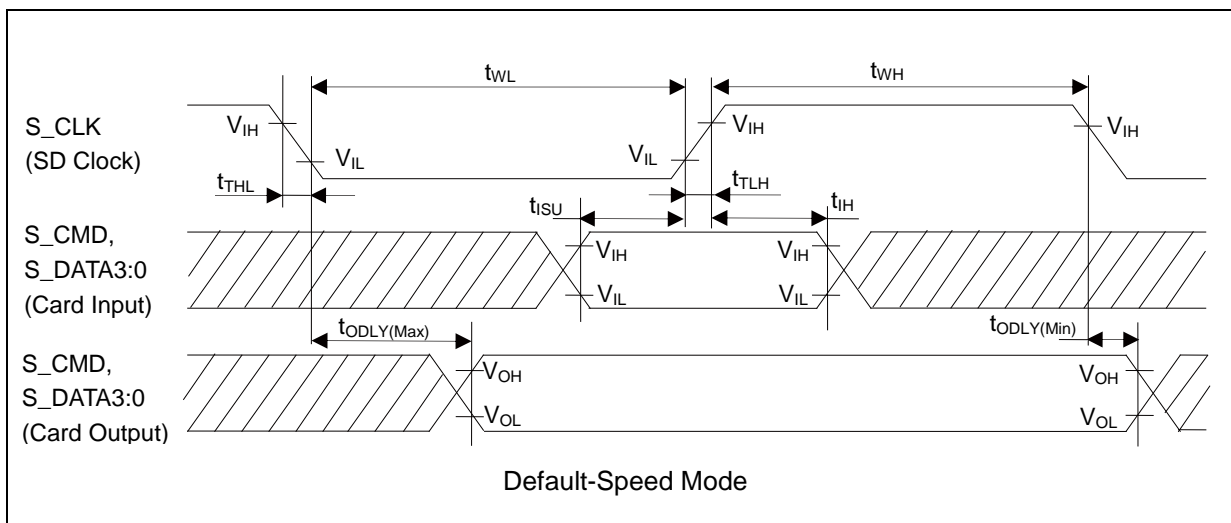 tWL
tWH
S_CLK
(SD Clock)
VIH
VIL
VIL
VIH
VIH
tTHL
tTLH
tISU
tIH
S_CMD,
S_DATA3:0
(Card Input)
VIH
VIL
VIH
VIL
tODLY(Max)
tODLY(Min)
S_CMD,
S_DATA3:0
(Card Output)
VOH
VOL
VOH
VOL
Default-Speed Mode